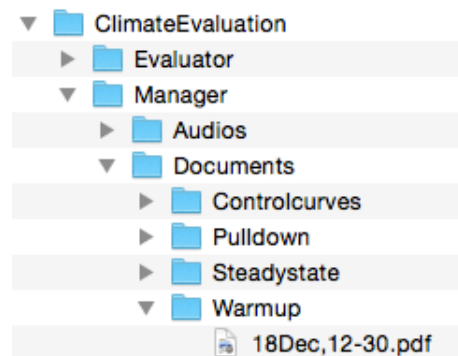 ClimateEvaluation
Evaluator
Manager
Audios
Documents
Controlcurves
Pulldown
Steadystate
Warmup
18Dec,12-30.pdf